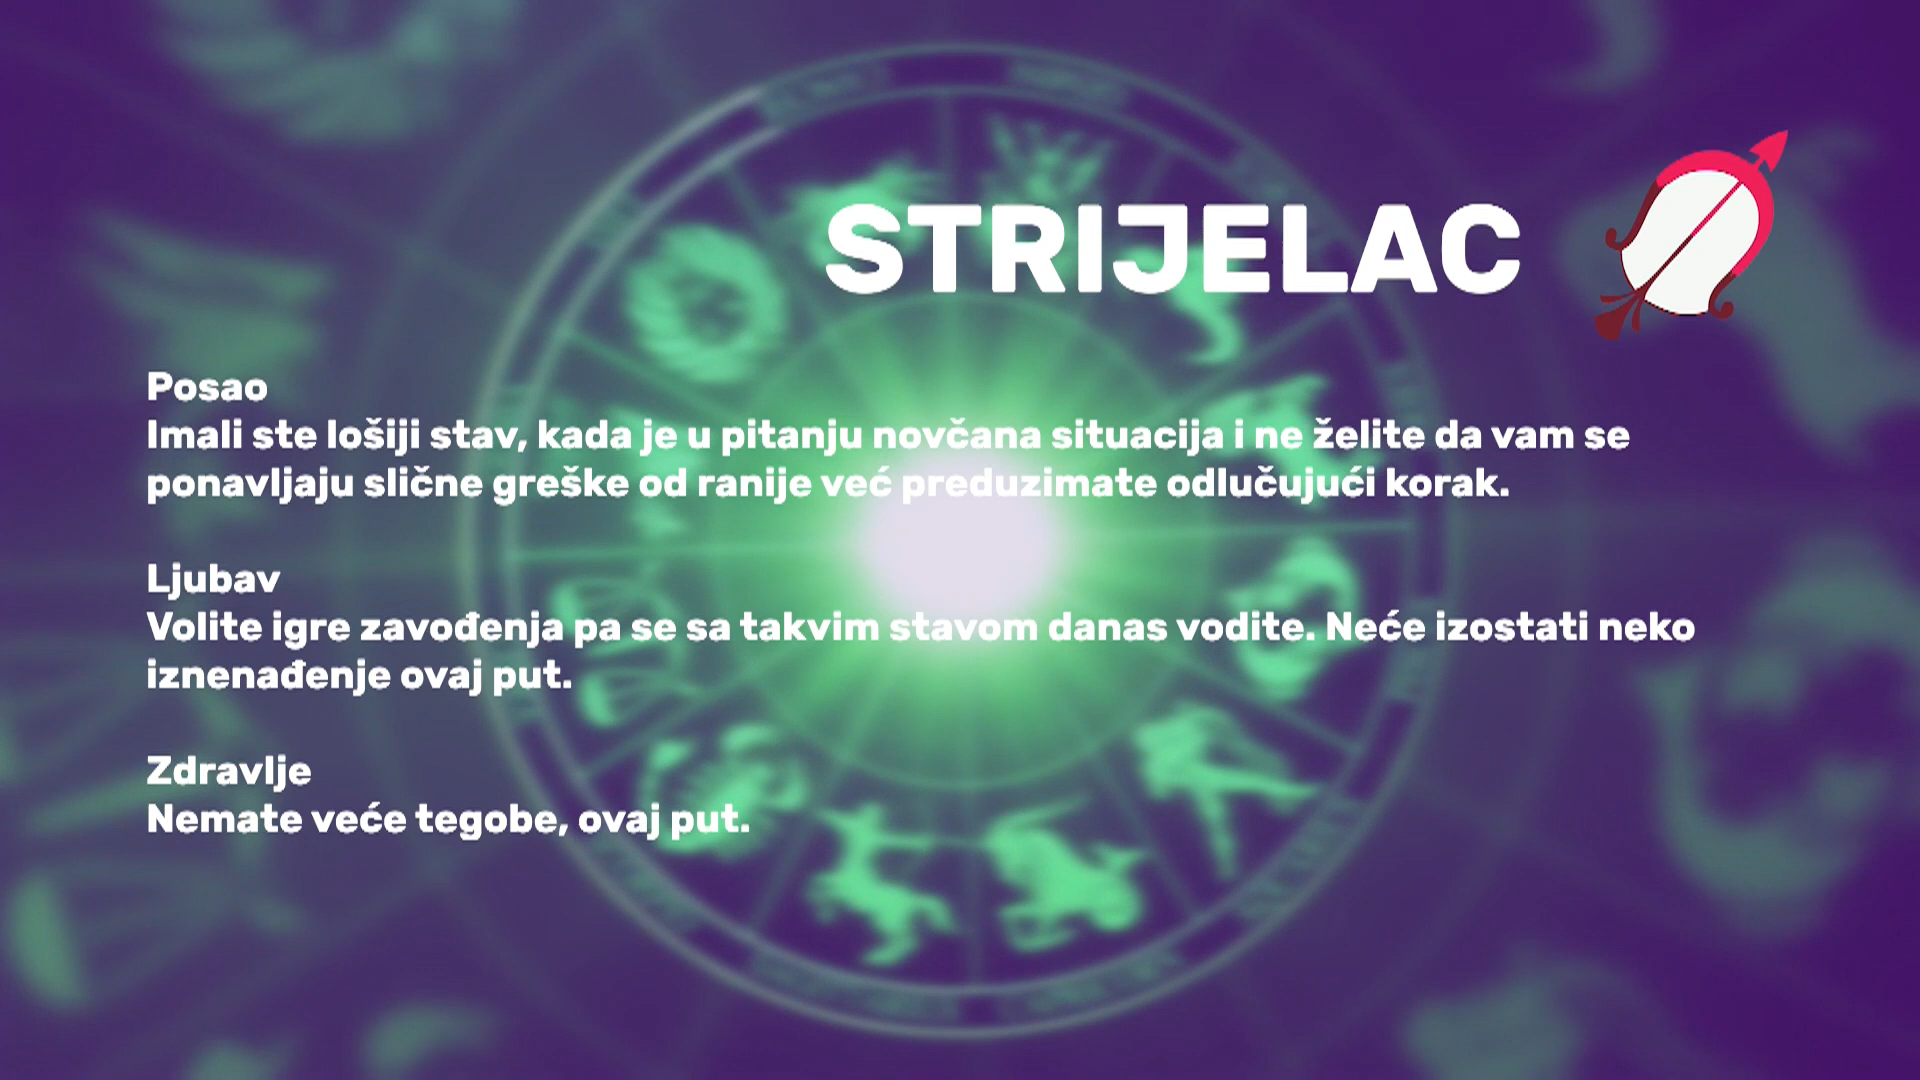 STRIJELAC
Posao
Imali ste lošiji stav, kada je u pitanju novčana situacija i ne želite da vam se
ponavljaju slične greške od ranije već preduzimate odlučujući korak.
Ljubav
Volite igre zavođenja pa se sa takvim stavom danas vodite. Neće izostati neko
iznenađenje ovaj put.
Zdravlje
Nemate veće tegobe, ovaj put.